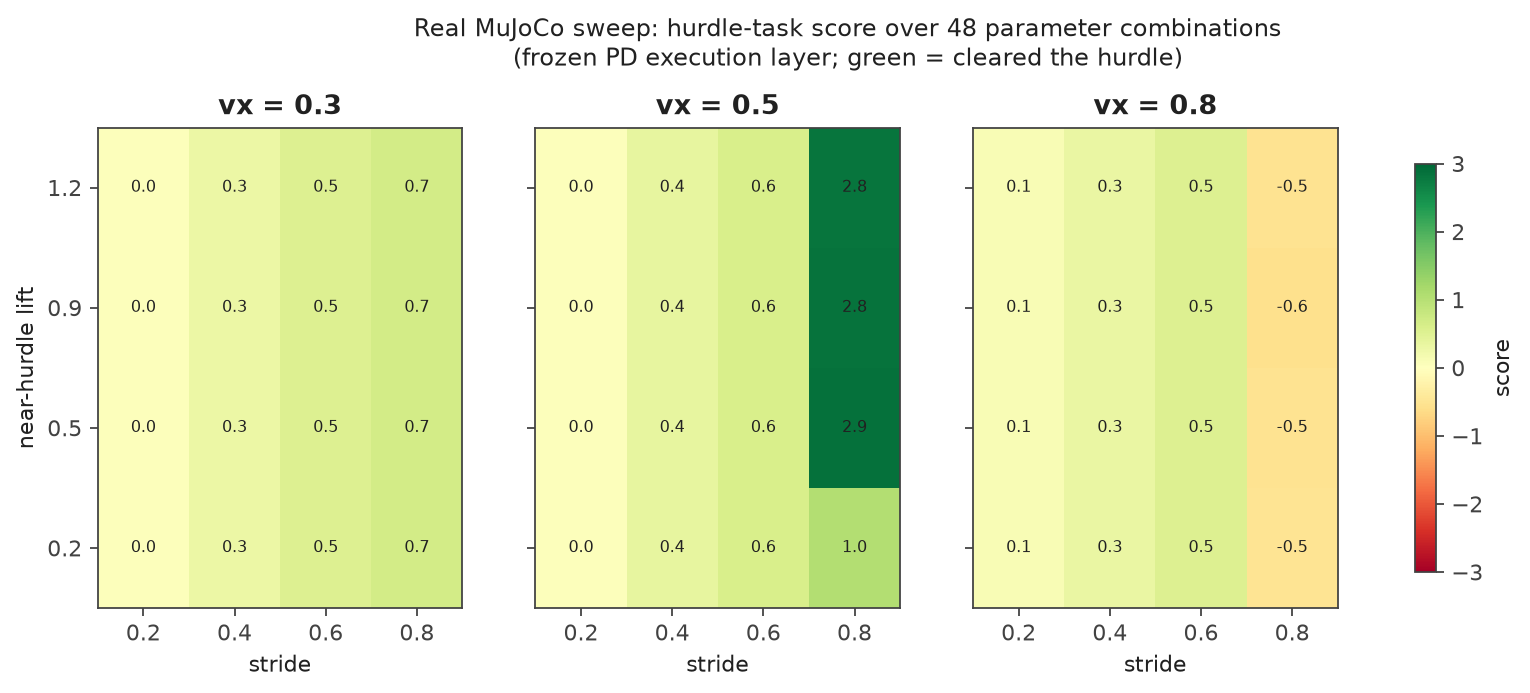 Real MuJoCo sweep: hurdle-task score over 48 parameter combinations
(frozen PD execution layer; green = cleared the hurdle)
vx = 0.3
vx = 0.5
vx = 0.8
near-hurdle lift
1.2
0.0 0.3 0.5 0.7
0.0 0.4 0.6 2.8
0.1 0.3 0.5 -0.5
0.9
0.0 0.3 0.5 0.7
0.0 0.4 0.6 2.8
0.1 0.3 0.5 -0.6
0.5
0.0 0.3 0.5 0.7
0.0 0.4 0.6 2.9
0.1 0.3 0.5 -0.5
0.2
0.0 0.3 0.5 0.7
0.0 0.4 0.6 1.0
0.1 0.3 0.5 -0.5
0.2 0.4 0.6 0.8
0.2 0.4 0.6 0.8
0.2 0.4 0.6 0.8
stride
stride
stride
3
2
1
0
−1
−2
−3
score